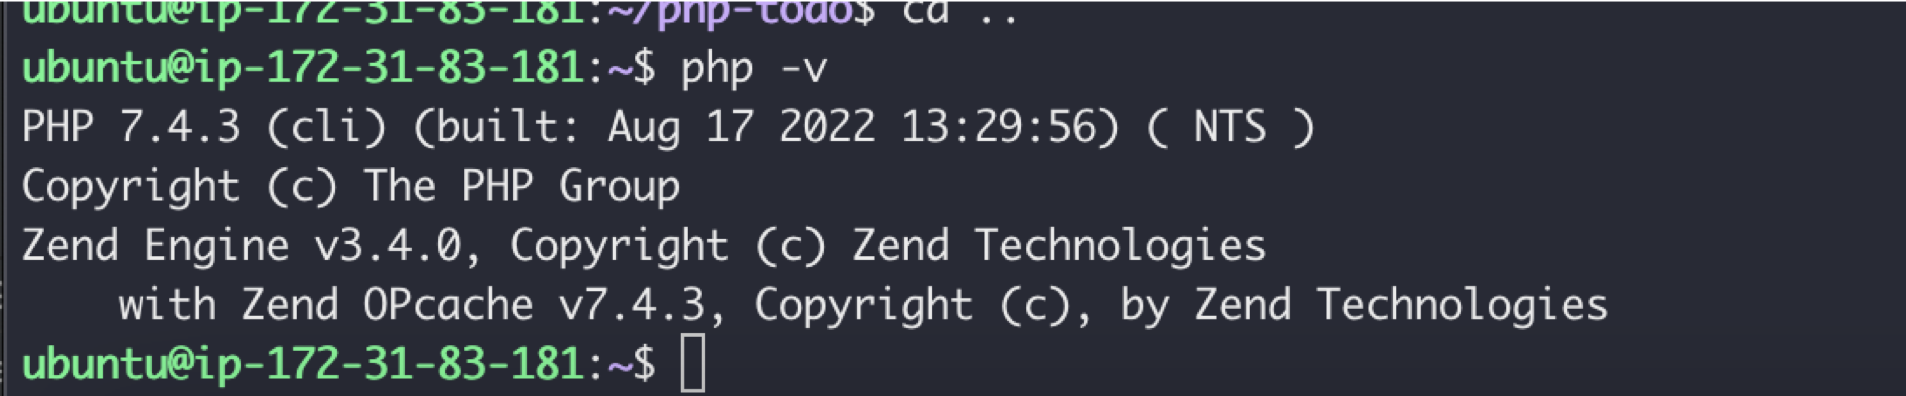 ubuntu@ip-172-31-83-181:~/php-todo$ cd ..
ubuntu@ip-172-31-83-181:~$ php -v
PHP 7.4.3 (cli) (built: Aug 17 2022 13:29:56) ( NTS )
Copyright (c) The PHP Group
Zend Engine v3.4.0, Copyright (c) Zend Technologies
    with Zend OPcache v7.4.3, Copyright (c), by Zend Technologies
ubuntu@ip-172-31-83-181:~$